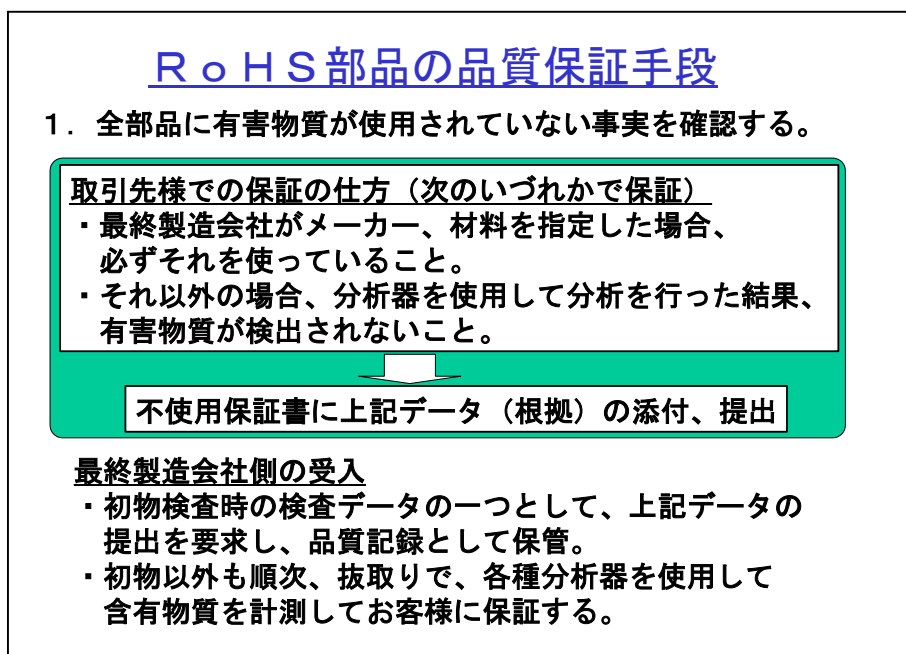 ＲｏＨＳ部品の品質保証手段
１．全部品に有害物質が使用されていない事実を確認する。
取引先様での保証の仕方（次のいづれかで保証）
・最終製造会社がメーカー、材料を指定した場合、
必ずそれを使っていること。
・それ以外の場合、分析器を使用して分析を行った結果、
有害物質が検出されないこと。
不使用保証書に上記データ（根拠）の添付、提出
最終製造会社側の受入
・初物検査時の検査データの一つとして、上記データの
提出を要求し、品質記録として保管。
・初物以外も順次、抜取りで、各種分析器を使用して
含有物質を計測してお客様に保証する。